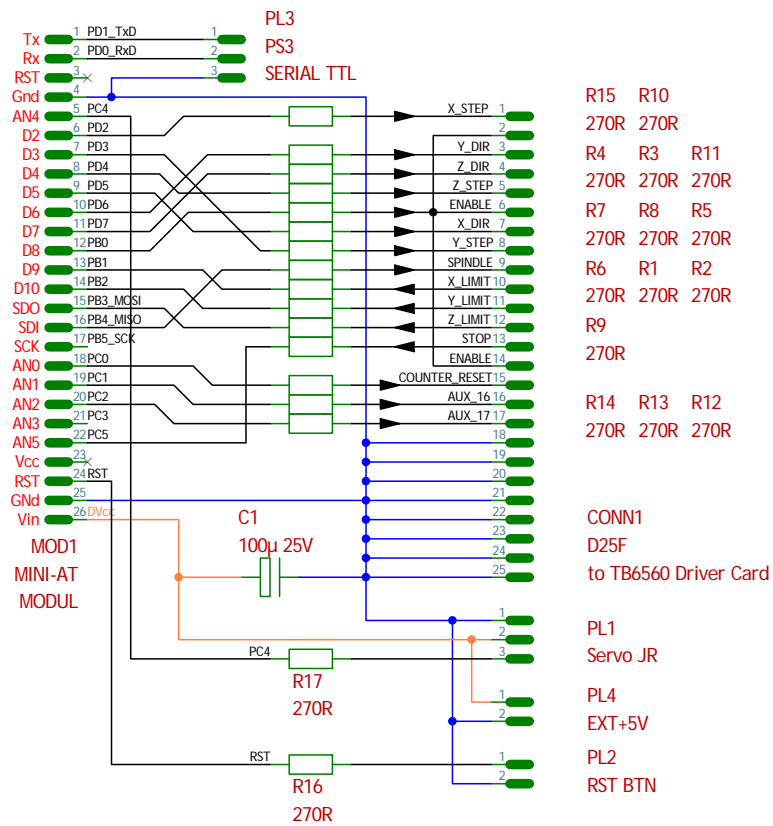 PL3
PS3
SERIAL TTL
Tx 1 PD1_TxD 1
Rx 2 PD0_RxD 2
RST 3 3
Gnd 4
AN4 5 PC4 X_STEP 1
D2 6 PD2 2
D3 7 PD3 Y_DIR 3
D4 8 PD4 Z_DIR 4
D5 9 PD5 Z_STEP 5
D6 10 PD6 ENABLE 6
D7 11 PD7 X_DIR 7
D8 12 PB0 Y_STEP 8
D9 13 PB1 SPINDLE 9
D10 14 PB2 X_LIMIT 10
SDO 15 PB3_MOSI Y_LIMIT 11
SDI 16 PB4_MISO Z_LIMIT 12
SCK 17 PB5_SCK STOP 13
AN0 18 PC0 ENABLE 14
AN1 19 PC1 COUNTER_RESET 15
AN2 20 PC2 AUX_16 16
AN3 21 PC3 AUX_17 17
AN5 22 PC5 18
Vcc 23 19
RST 24 RST 20
GNd 25 21
Vin 26 DVcc 22
23
24
25
MOD1
MINI-AT
MODUL
C1
100µ 25V
R15 R10
270R 270R
R4 R3 R11
270R 270R 270R
R7 R8 R5
270R 270R 270R
R6 R1 R2
270R 270R 270R
R9
270R
R14 R13 R12
270R 270R 270R
CONN1
D25F
to TB6560 Driver Card
1
2
PC4 3
R17
270R
PL1
Servo JR
1
2
PL4
EXT+5V
RST 1
2
R16
270R
PL2
RST BTN